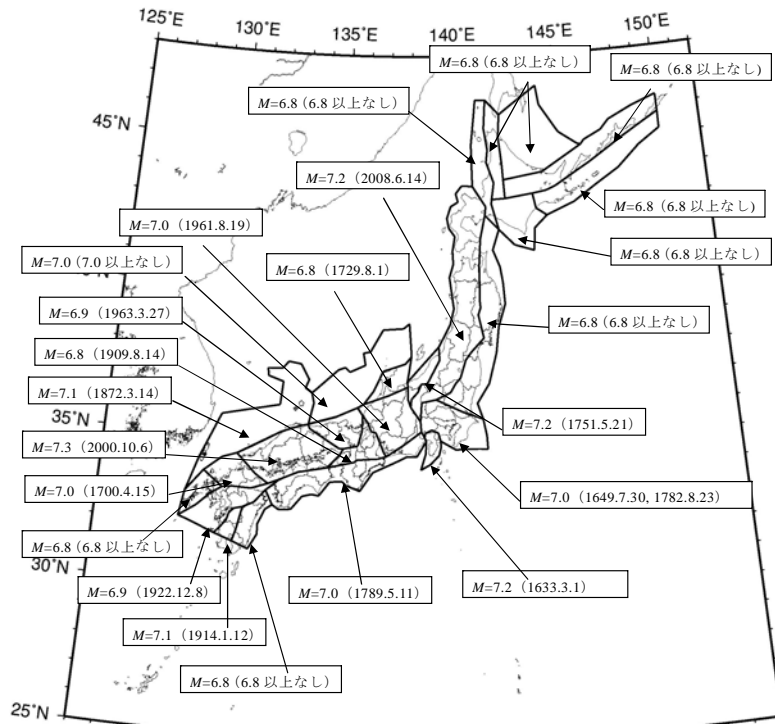 125˚E
130˚E
135˚E
140˚E
145˚E
150˚E
M=6.8 (6.8 以上なし)
M=6.8 (6.8 以上なし)
M=6.8 (6.8 以上なし)
45˚N
M=7.2（2008.6.14）
M=7.0（1961.8.19）
M=6.8 (6.8 以上なし)
M=7.0 (7.0 以上なし)
M=6.8（1729.8.1）
M=6.8 (6.8 以上なし)
M=6.9（1963.3.27）
M=6.8 (6.8 以上なし)
M=6.8（1909.8.14）
M=7.1（1872.3.14）
35˚N
M=7.2（1751.5.21）
M=7.3（2000.10.6）
M=7.0（1700.4.15）
M=7.0（1649.7.30, 1782.8.23）
M=6.8 (6.8 以上なし)
30˚N
M=6.9（1922.12.8）
M=7.0（1789.5.11）
M=7.2（1633.3.1）
M=7.1（1914.1.12）
M=6.8 (6.8 以上なし)
25˚N